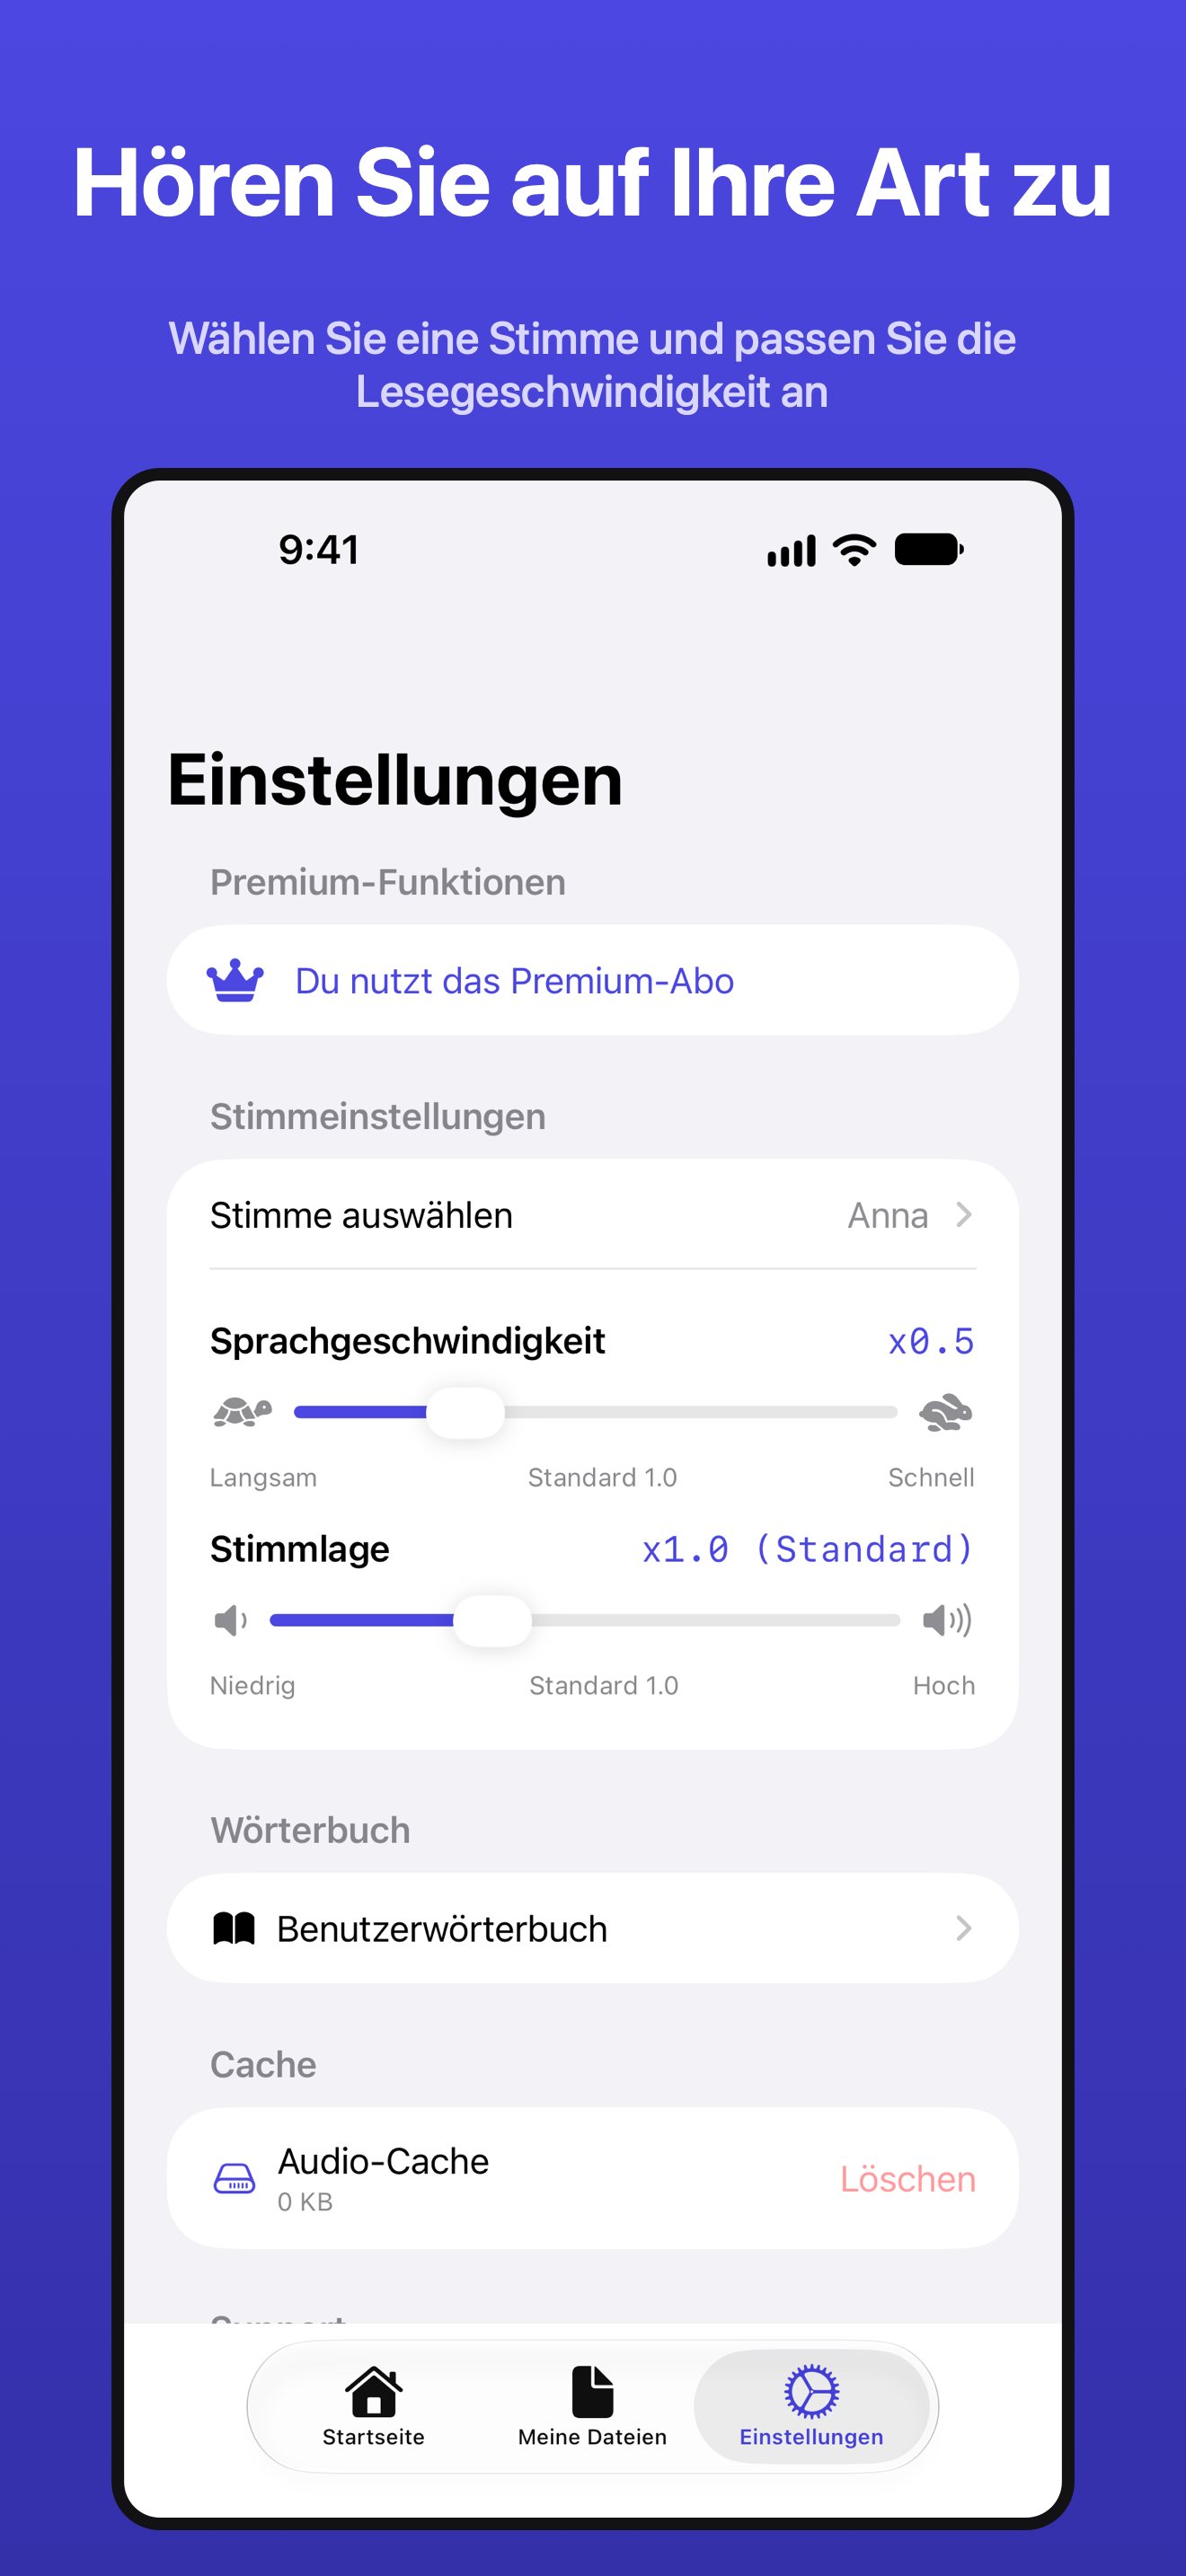 Hören Sie auf Ihre Art zu
Wählen Sie eine Stimme und passen Sie die
Lesegeschwindigkeit an
9:41
Einstellungen
Premium-Funktionen
Du nutzt das Premium-Abo
Stimmeinstellungen
Stimme auswählen Anna
Sprachgeschwindigkeit x0.5
Langsam Standard 1.0 Schnell
Stimmlage x1.0 (Standard)
Niedrig Standard 1.0 Hoch
Wörterbuch
Benutzerwörterbuch
Cache
Audio-Cache
0 KB
Löschen
Startseite Meine Dateien Einstellungen